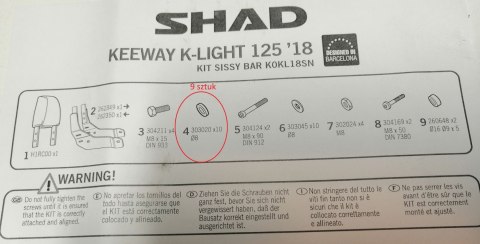 SHAD
KEEWAY K-LIGHT 125 '18
KIT SISSY BAR K0KL18SN
DESIGNED IN
BARCELONA
9 sztuk
1 H1RC00 x1
2 262349 x1
262350 x1
3 304211 x4
M8 x 15
DIN 933
4 303020 x10
Ø8
5 304124 x2
M8 x 90
DIN 912
6 303045 x10
Ø8
7 302024 x4
M8
8 304169 x2
M8 x 50
DIN 7380
9 260648 x2
Ø16 Ø9 x 5
WARNING!
GB Do not fully tighten the
screws until it is ensured
that the KIT is correctly
attached and aligned.
E No apretar los tornillos del
todo hasta asegurarse que
el KIT está correctamente
colocado y alineado.
D Ziehen Sie die Schrauben nicht
ganz fest, bevor Sie sich nicht
vergewissert haben, daß der
Bausatz korrekt eingestellt und
ausgerichtet ist.
I Non stringere del tutto le
viti fin tanto non si è
sicuri che il kit è
collocato correttamente
e allineato.
F Ne pas serrer les vis
avant d'être sûr que le
KIT est correctement
monté et ajusté.